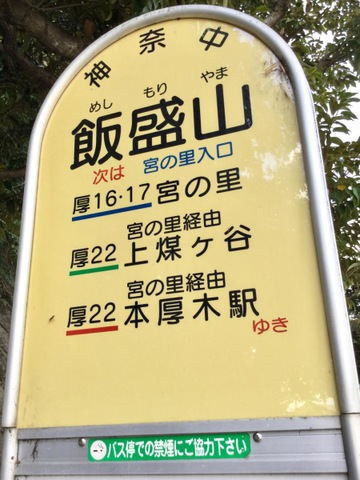 神奈中
めしもりやま
飯盛山
次は 宮の里入口
厚16・17 宮の里
宮の里経由
厚22 上煤ヶ谷
宮の里経由
厚22 本厚木駅
ゆき
バス停での禁煙にご協力下さい